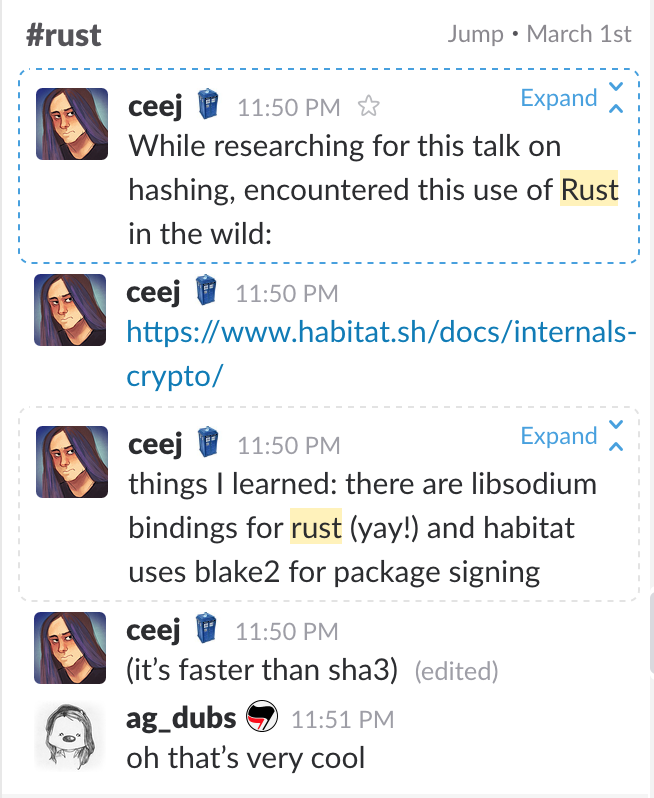 #rust Jump • March 1st
ceej 11:50 PM Expand
While researching for this talk on
hashing, encountered this use of Rust
in the wild:
ceej 11:50 PM
https://www.habitat.sh/docs/internals-
crypto/
ceej 11:50 PM Expand
things I learned: there are libsodium
bindings for rust (yay!) and habitat
uses blake2 for package signing
ceej 11:50 PM
(it's faster than sha3) (edited)
ag_dubs 11:51 PM
oh that's very cool